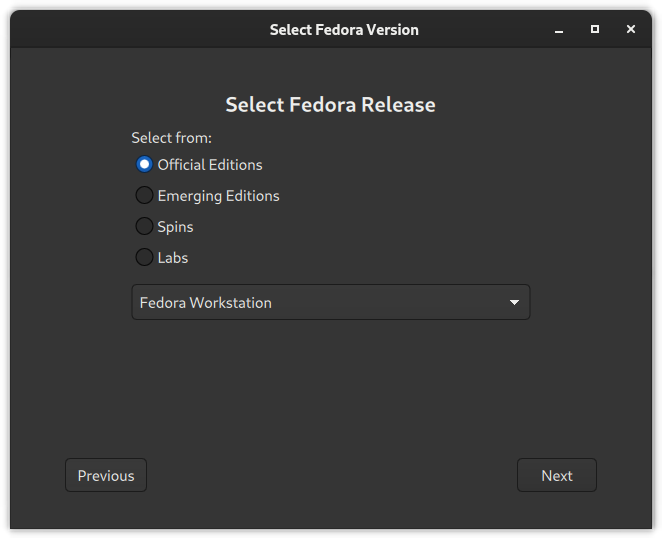 Select Fedora Version
Select Fedora Release
Select from:
Official Editions
Emerging Editions
Spins
Labs
Fedora Workstation
Previous
Next